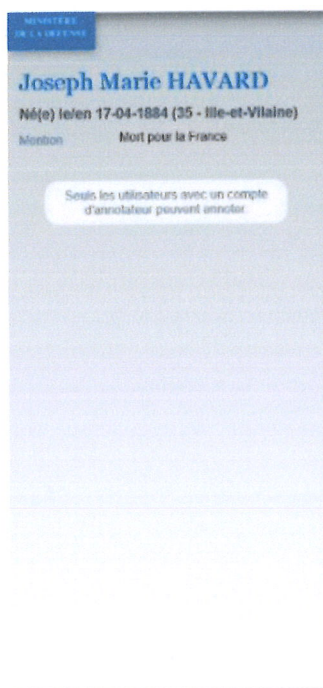 MINISTÈRE
DE LA DÉFENSE
Joseph Marie HAVARD
Né(e) le/en 17-04-1884 (35 - Ille-et-Vilaine)
Mention Mort pour la France
Seuls les utilisateurs avec un compte
d'annotateur peuvent annoter.